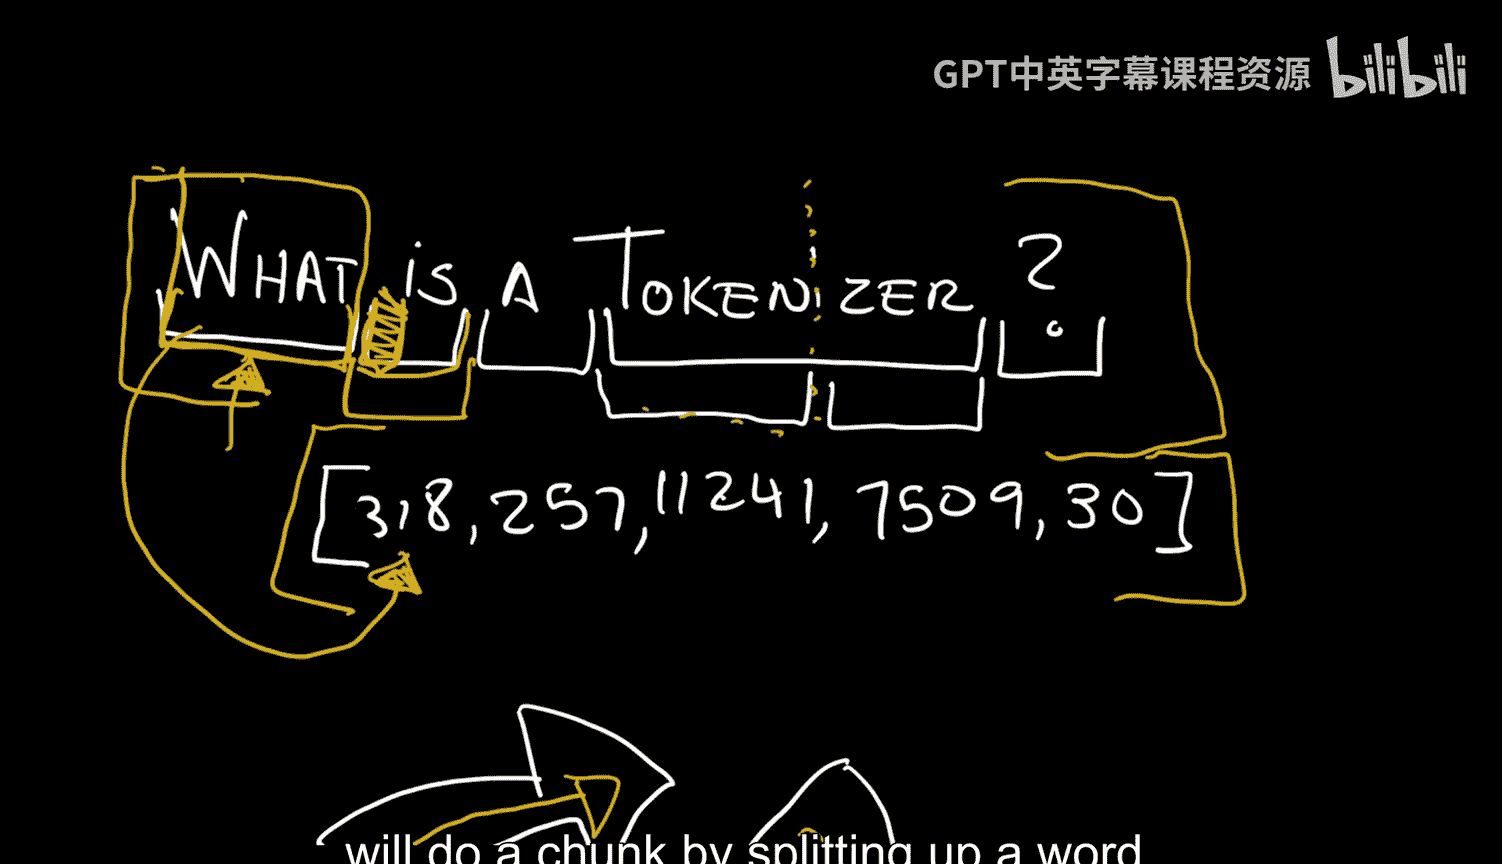 GPT中英字幕课程资源 bilibili
WHAT is A TOKENIZER ?
[318, 257, 11241, 7509, 30]
will do a chunk by splitting up a word